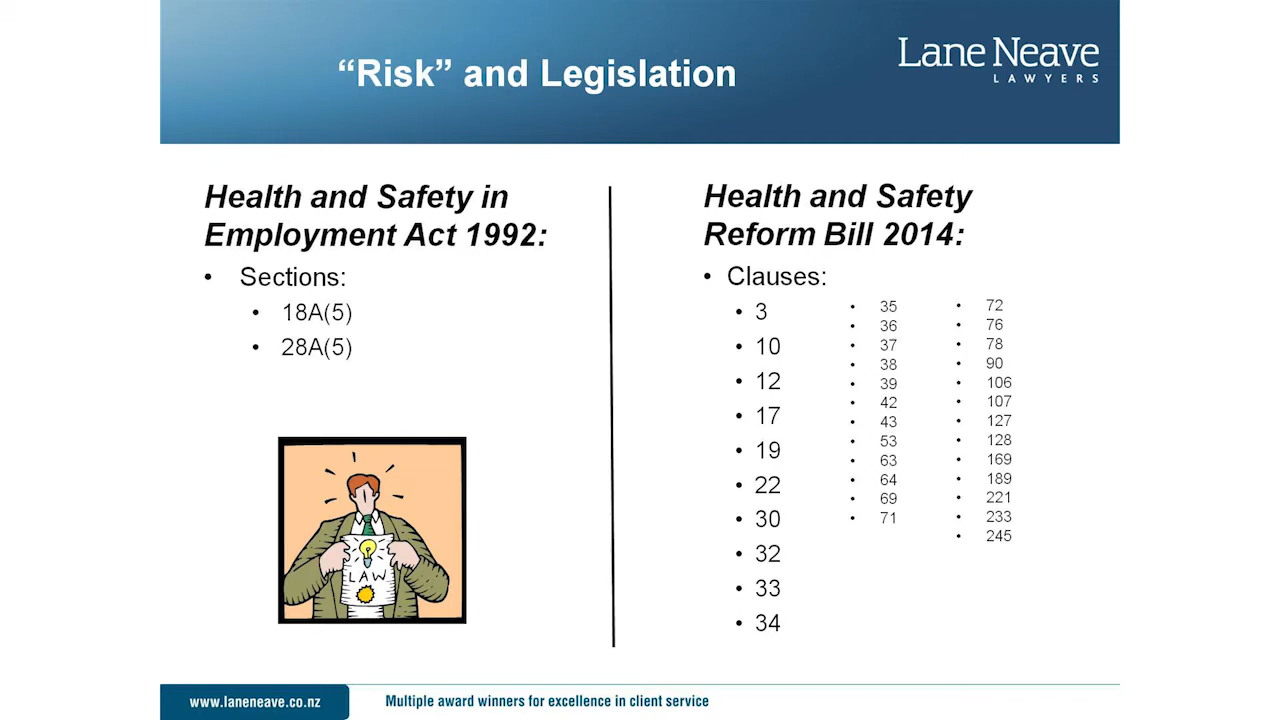 “Risk” and Legislation
Lane Neave
LAWYERS
Health and Safety in
Employment Act 1992:
• Sections:
• 18A(5)
• 28A(5)
LAW
Health and Safety
Reform Bill 2014:
• Clauses:
• 3
• 10
• 12
• 17
• 19
• 22
• 30
• 32
• 33
• 34
• 35
• 36
• 37
• 38
• 39
• 42
• 43
• 53
• 63
• 64
• 69
• 71
• 72
• 76
• 78
• 90
• 106
• 107
• 127
• 128
• 169
• 189
• 221
• 233
• 245
www.laneneave.co.nz
Multiple award winners for excellence in client service